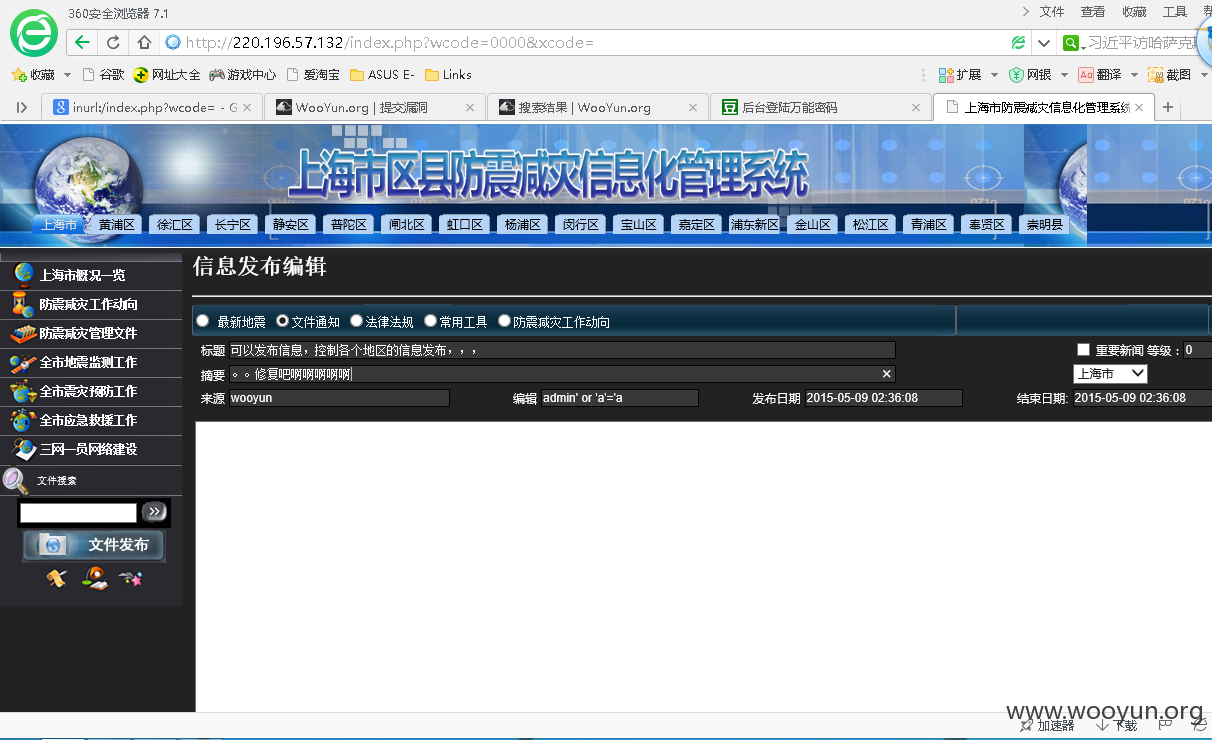 360安全浏览器 7.1
文件 查看 收藏 工具
http://220.196.57.132/index.php?wcode=0000&xcode=
习近平访哈萨克
收藏 谷歌 网址大全 游戏中心 爱淘宝 ASUS E- Links 扩展 网银 翻译 截图
inurl:/index.php?wcode= - G
WooYun.org | 提交漏洞
搜索结果 | WooYun.org
后台登陆万能密码
上海市防震减灾信息化管理系统
上海市区县防震减灾信息化管理系统
上海市 黄浦区 徐汇区 长宁区 静安区 普陀区 闸北区 虹口区 杨浦区 闵行区 宝山区 嘉定区 浦东新区 金山区 松江区 青浦区 奉贤区 崇明县
上海市概况一览
防震减灾工作动向
防震减灾管理文件
全市地震监测工作
全市震灾预防工作
全市应急救援工作
三网一员网络建设
文件搜索
文件发布
信息发布编辑
最新地震 文件通知 法律法规 常用工具 防震减灾工作动向
标题 可以发布信息，控制各个地区的信息发布，，， 重要新闻 等级：0
摘要 。。修复吧啊啊啊啊啊啊 上海市
来源 wooyun 编辑 admin' or 'a'='a 发布日期 2015-05-09 02:36:08 结束日期: 2015-05-09 02:36:08
www.wooyun.org
加速器 下载